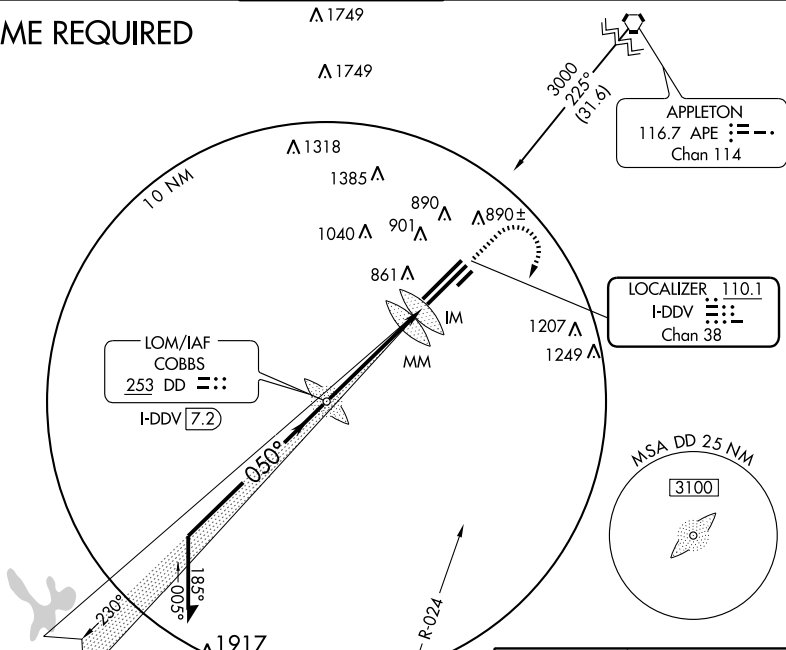 ME REQUIRED
1749
1749
3000
225°
(31.6)
APPLETON
116.7 APE
Chan 114
10 NM
1318
1385
890
890±
1040
901
861
LOCALIZER 110.1
I-DDV
Chan 38
IM
MM
1207
1249
LOM/IAF
COBBS
253 DD
I-DDV 7.2
050°
MSA DD 25 NM
3100
230°
005°
185°
R-024
1917